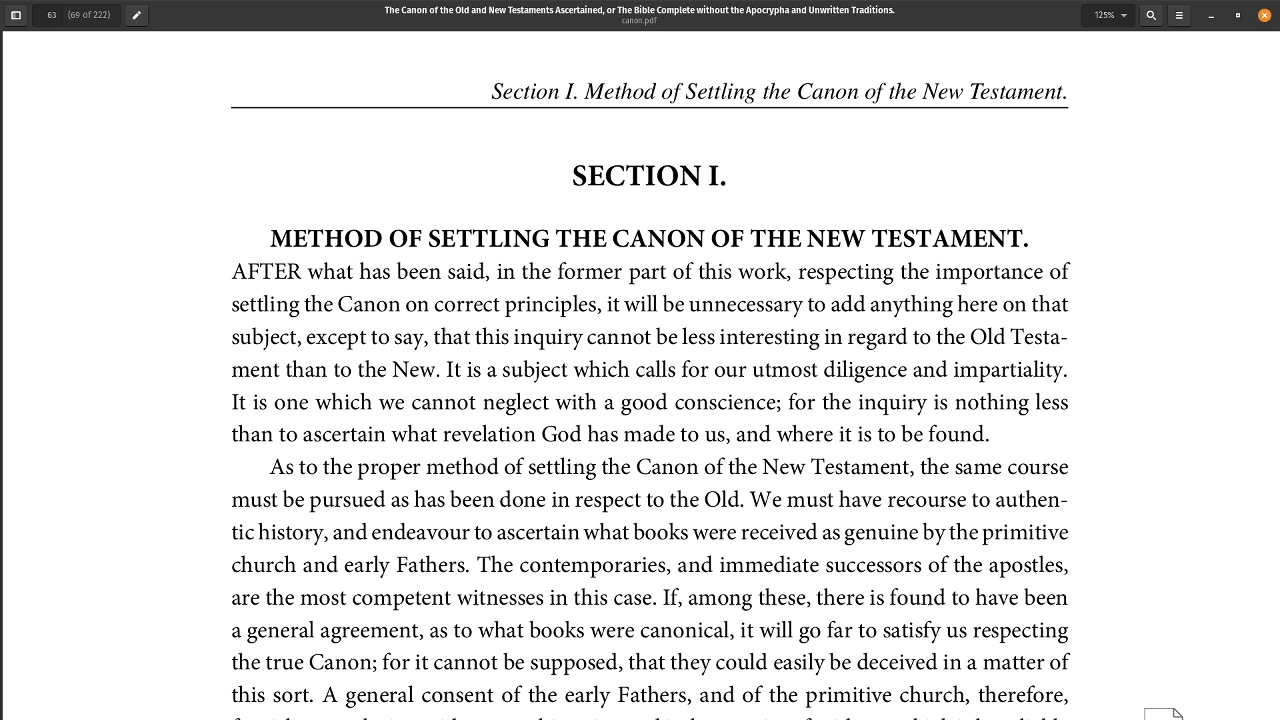 63 (69 of 222)
The Canon of the Old and New Testaments Ascertained, or The Bible Complete without the Apocrypha and Unwritten Traditions.
canon.pdf
125%
Section I. Method of Settling the Canon of the New Testament.
SECTION I.
METHOD OF SETTLING THE CANON OF THE NEW TESTAMENT.
AFTER what has been said, in the former part of this work, respecting the importance of
settling the Canon on correct principles, it will be unnecessary to add anything here on that
subject, except to say, that this inquiry cannot be less interesting in regard to the Old Testa-
ment than to the New. It is a subject which calls for our utmost diligence and impartiality.
It is one which we cannot neglect with a good conscience; for the inquiry is nothing less
than to ascertain what revelation God has made to us, and where it is to be found.
As to the proper method of settling the Canon of the New Testament, the same course
must be pursued as has been done in respect to the Old. We must have recourse to authen-
tic history, and endeavour to ascertain what books were received as genuine by the primitive
church and early Fathers. The contemporaries, and immediate successors of the apostles,
are the most competent witnesses in this case. If, among these, there is found to have been
a general agreement, as to what books were canonical, it will go far to satisfy us respecting
the true Canon; for it cannot be supposed, that they could easily be deceived in a matter of
this sort. A general consent of the early Fathers, and of the primitive church, therefore,